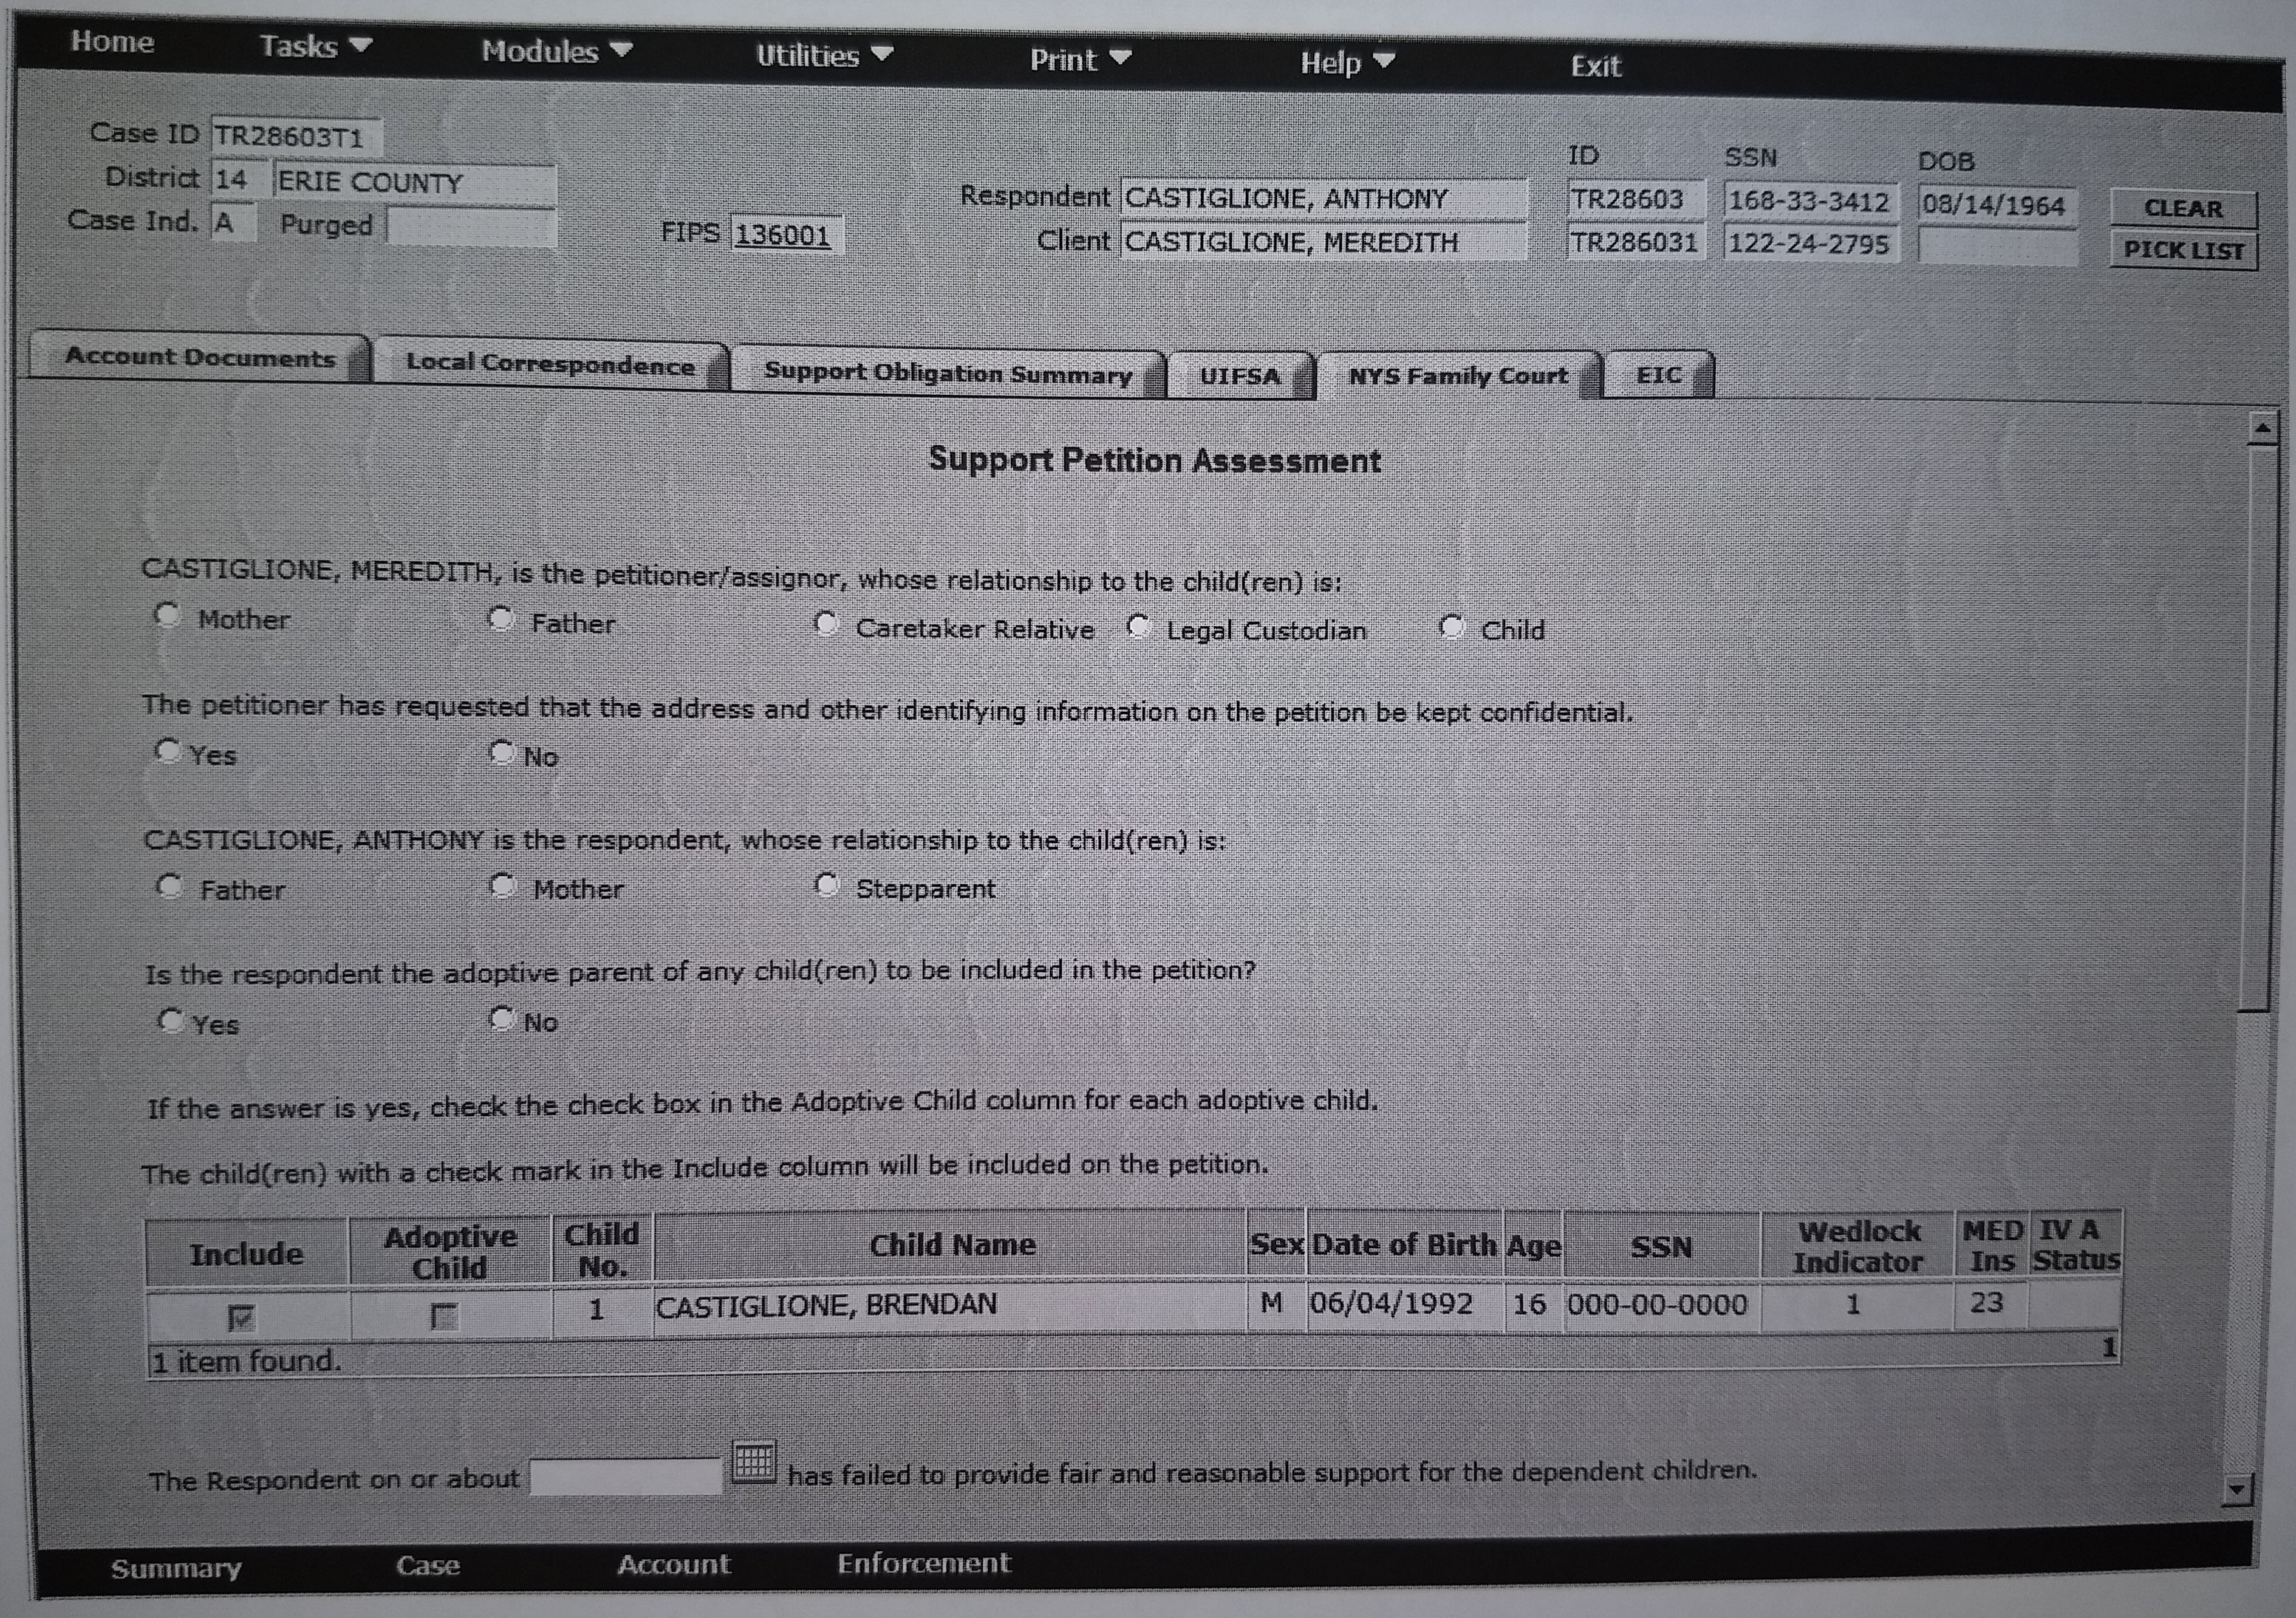 Home Tasks Modules Utilities Print Help Exit
Case ID TR28603T1
District 14 ERIE COUNTY
Case Ind. A Purged
FIPS 136001
ID SSN DOB
Respondent CASTIGLIONE, ANTHONY TR28603 168-33-3412 08/14/1964 CLEAR
Client CASTIGLIONE, MEREDITH TR286031 122-24-2795 PICK LIST
Account Documents Local Correspondence Support Obligation Summary UIFSA NYS Family Court EIC
Support Petition Assessment
CASTIGLIONE, MEREDITH, is the petitioner/assignor, whose relationship to the child(ren) is:
Mother Father Caretaker Relative Legal Custodian Child
The petitioner has requested that the address and other identifying information on the petition be kept confidential.
Yes No
CASTIGLIONE, ANTHONY is the respondent, whose relationship to the child(ren) is:
Father Mother Stepparent
Is the respondent the adoptive parent of any child(ren) to be included in the petition?
Yes No
If the answer is yes, check the check box in the Adoptive Child column for each adoptive child.
The child(ren) with a check mark in the Include column will be included on the petition.
Include Adoptive Child Child No. Child Name Sex Date of Birth Age SSN Wedlock Indicator MED Ins IV A Status
1 CASTIGLIONE, BRENDAN M 06/04/1992 16 000-00-0000 1 23
1 item found. 1
The Respondent on or about has failed to provide fair and reasonable support for the dependent children.
Summary Case Account Enforcement